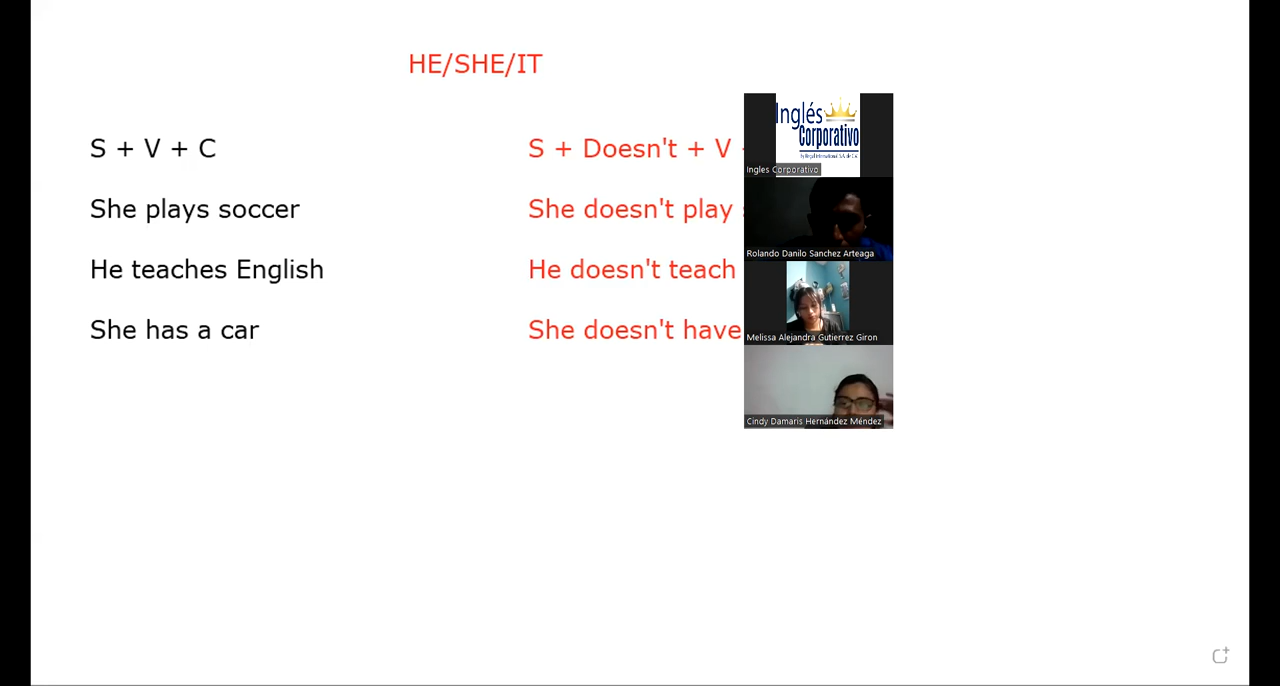 HE/SHE/IT
S + V + C
S + Doesn't + V
She plays soccer
She doesn't play
He teaches English
He doesn't teach
She has a car
She doesn't have
Inglés
Corporativo
Ingles Corporativo
Rolando Danilo Sanchez Arteaga
Melissa Alejandra Gutierrez Giron
Cindy Damaris Hernández Méndez